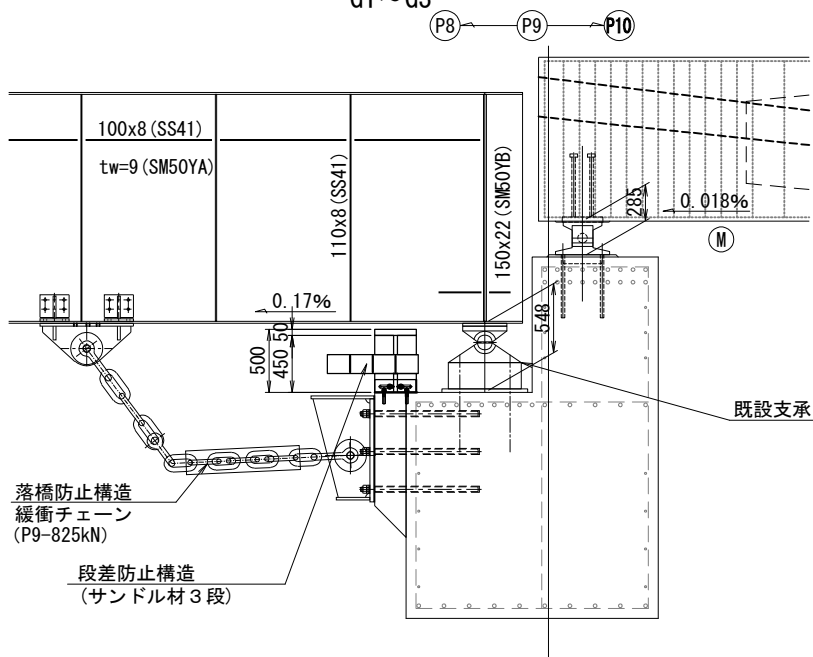 P8
P9
P10
100x8(SS41)
tw=9(SM50YA)
110x8(SS41)
150x22(SM50YB)
285
0.018%
M
0.17%
50
500
450
548
既設支承
落橋防止構造
緩衝チェーン
(P9-825kN)
段差防止構造
(サンドル材３段)